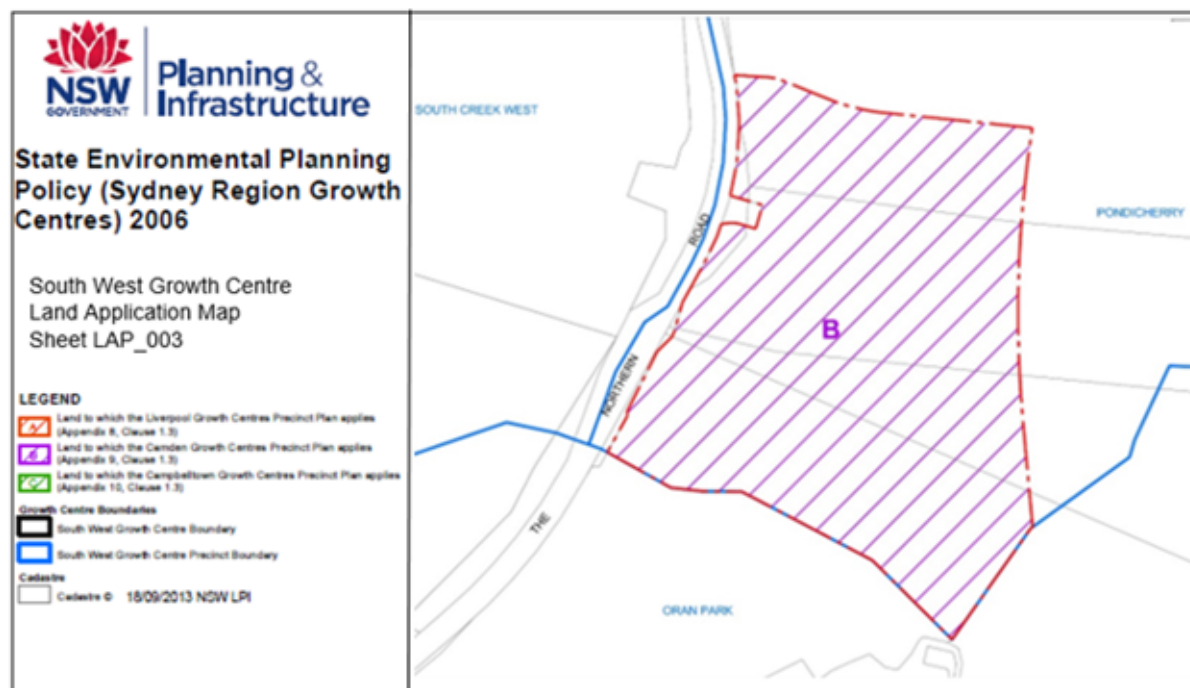 NSW
GOVERNMENT
Planning &
Infrastructure
State Environmental Planning
Policy (Sydney Region Growth
Centres) 2006
South West Growth Centre
Land Application Map
Sheet LAP_003
LEGEND
Land to which the Liverpool Growth Centres Precinct Plan applies
(Appendix 8, Clause 1.3)
Land to which the Camden Growth Centres Precinct Plan applies
(Appendix 9, Clause 1.3)
Land to which the Campbelltown Growth Centres Precinct Plan applies
(Appendix 10, Clause 1.3)
Growth Centre Boundaries
South West Growth Centre Boundary
South West Growth Centre Precinct Boundary
Cadastre
Cadastre © 18/09/2013 NSW LPI
SOUTH CREEK WEST
PONDICHERRY
ROAD
B
NORTHERN
THE
ORAN PARK